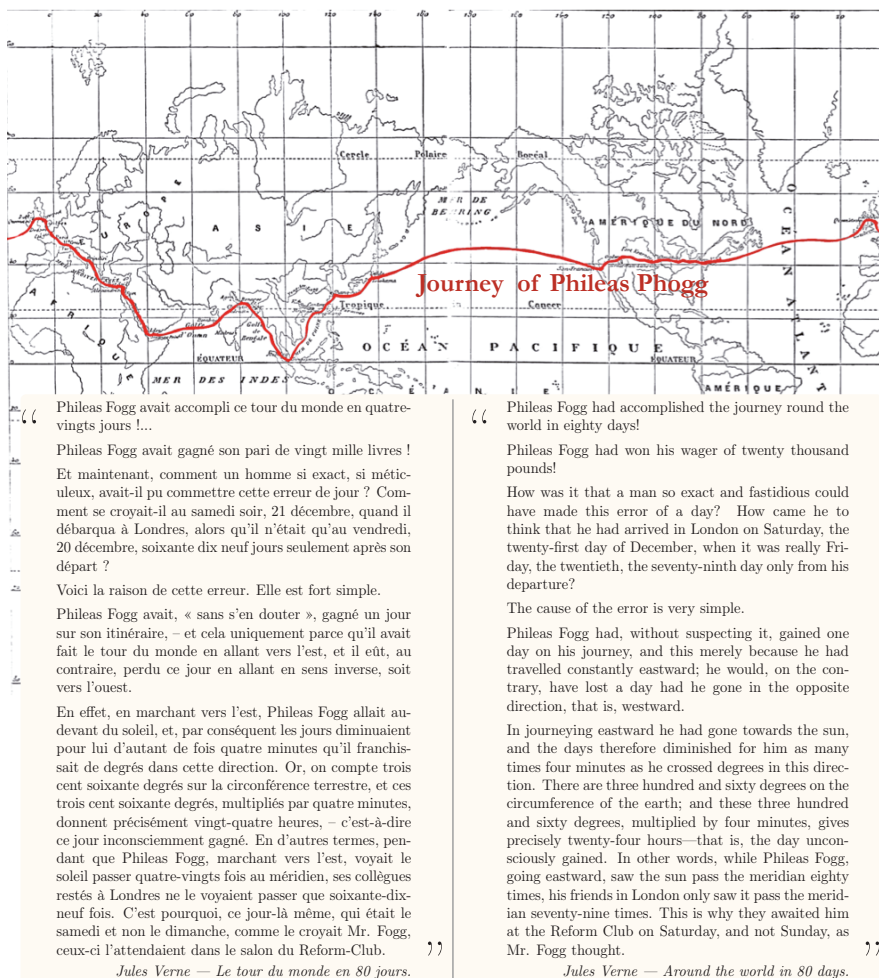 Cercle Polaire Boréal
MER DE
BEHRING
EUROPE
ASIE
AMÉRIQUE DU NORD
OCÉAN ATLANT
Journey of Phileas Phogg
Tropique Cancer
AFRIQUE
Golfe
d'Oman
Golfe
de
Bengale
OCÉAN PACIFIQUE
ÉQUATEUR
ÉQUATEUR
MER DES INDES
OCÉANIE
AMÉRIQUE
“
Phileas Fogg avait accompli ce tour du monde en quatre-
vingts jours !...
Phileas Fogg avait gagné son pari de vingt mille livres !
Et maintenant, comment un homme si exact, si météic-
uleux, avait-il pu commettre cette erreur de jour ? Com-
ment se croyait-il au samedi soir, 21 décembre, quand il
débarqua à Londres, alors qu'il n'était qu'au vendredi,
20 décembre, soixante dix neuf jours seulement après son
départ ?
Voici la raison de cette erreur. Elle est fort simple.
Phileas Fogg avait, « sans s'en douter », gagné un jour
sur son itinéraire, – et cela uniquement parce qu'il avait
fait le tour du monde en allant vers l'est, et il eût, au
contraire, perdu ce jour en allant en sens inverse, soit
vers l'ouest.
En effet, en marchant vers l'est, Phileas Fogg allait au-
devant du soleil, et, par conséquent les jours diminuaient
pour lui d'autant de fois quatre minutes qu'il franchis-
sait de degrés dans cette direction. Or, on compte trois
cent soixante degrés sur la circonférence terrestre, et ces
trois cent soixante degrés, multipliés par quatre minutes,
donnent précisément vingt-quatre heures, – c'est-à-dire
ce jour inconsciemment gagné. En d'autres termes, pen-
dant que Phileas Fogg, marchant vers l'est, voyait le
soleil passer quatre-vingts fois au méridien, ses collègues
restés à Londres ne le voyaient passer que soixante-dix-
neuf fois. C'est pourquoi, ce jour-là même, qui était le
samedi et non le dimanche, comme le croyait Mr. Fogg,
ceux-ci l'attendaient dans le salon du Reform-Club. ”
Jules Verne — Le tour du monde en 80 jours.
“
Phileas Fogg had accomplished the journey round the
world in eighty days!
Phileas Fogg had won his wager of twenty thousand
pounds!
How was it that a man so exact and fastidious could
have made this error of a day? How came he to
think that he had arrived in London on Saturday, the
twenty-first day of December, when it was really Fri-
day, the twentieth, the seventy-ninth day only from his
departure?
The cause of the error is very simple.
Phileas Fogg had, without suspecting it, gained one
day on his journey, and this merely because he had
travelled constantly eastward; he would, on the con-
trary, have lost a day had he gone in the opposite
direction, that is, westward.
In journeying eastward he had gone towards the sun,
and the days therefore diminished for him as many
times four minutes as he crossed degrees in this direc-
tion. There are three hundred and sixty degrees on the
circumference of the earth; and these three hundred
and sixty degrees, multiplied by four minutes, gives
precisely twenty-four hours—that is, the day uncon-
sciously gained. In other words, while Phileas Fogg,
going eastward, saw the sun pass the meridian eighty
times, his friends in London only saw it pass the merid-
ian seventy-nine times. This is why they awaited him
at the Reform Club on Saturday, and not Sunday, as
Mr. Fogg thought. ”
Jules Verne — Around the world in 80 days.